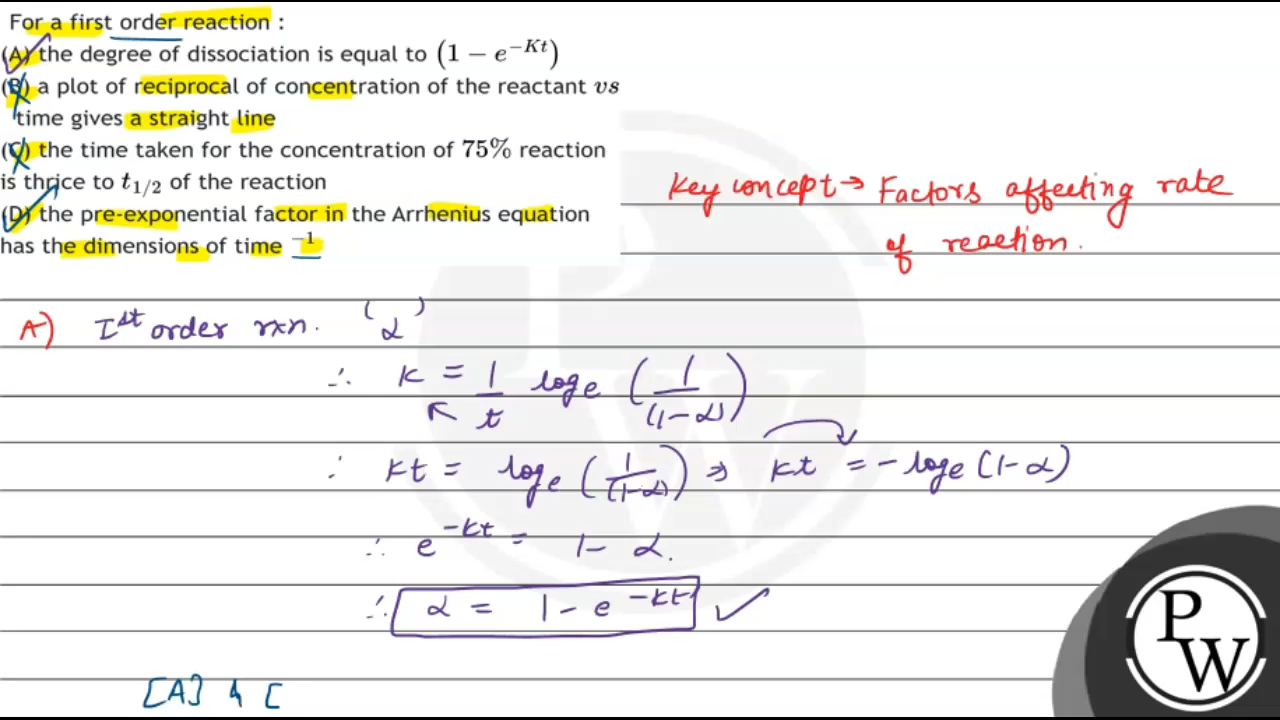 For a first order reaction :
(A) the degree of dissociation is equal to (1 − e^{−Kt})
(B) a plot of reciprocal of concentration of the reactant vs
time gives a straight line
(C) the time taken for the concentration of 75% reaction
is thrice to t_{1/2} of the reaction
(D) the pre-exponential factor in the Arrhenius equation
has the dimensions of time ^{−1}
Key concept → Factors affecting rate
of reaction.
A) Ist order rxn. (α)
∴ K = 1/t loge (1/(1−α))
∴ Kt = loge (1/(1−α)) ⇒ Kt = −loge (1−α)
∴ e^{−Kt} = 1 − α.
∴ α = 1 − e^{−Kt} ✓
[A] & [
P
W